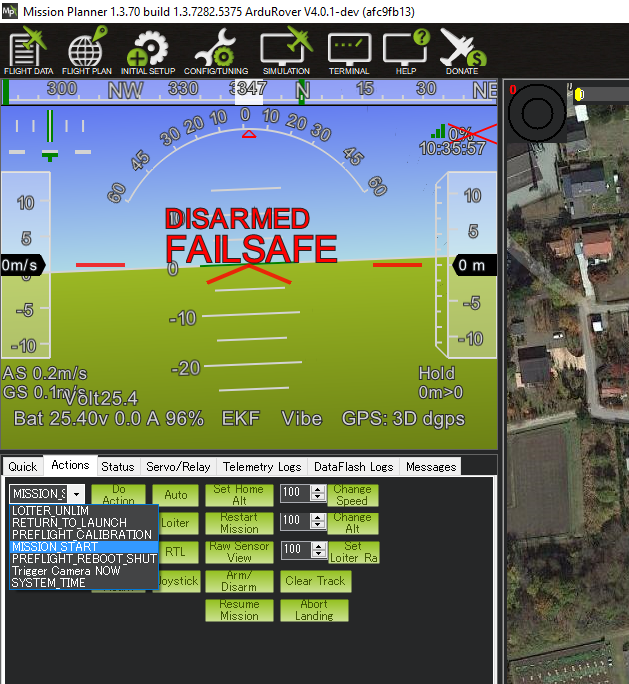 Mission Planner 1.3.70 build 1.3.7282.5375 ArduRover V4.0.1-dev (afc9fb13)
FLIGHT DATA FLIGHT PLAN INITIAL SETUP CONFIG/TUNING SIMULATION TERMINAL HELP DONATE
300 NW 330 347 N 15 30 NE
60 45 30 20 10 0 10 20 30 45 60
0%
10:35:57
DISARMED
FAILSAFE
10 10
5 5
0m/s 0 0 m
-5 -5
-10 -10 -10
-20
AS 0.2m/s Hold
GS 0.1m/s 0m>0
Volt25.4
Bat 25.40v 0.0 A 96% EKF Vibe GPS: 3D dgps
0
Quick Actions Status Servo/Relay Telemetry Logs DataFlash Logs Messages
MISSION_S Do Action Auto Set Home Alt 100 Change Speed
LOITER_UNLIM
RETURN_TO_LAUNCH
PREFLIGHT_CALIBRATION
MISSION_START
PREFLIGHT_REBOOT_SHUT
Trigger Camera NOW
SYSTEM_TIME
Loiter Restart Mission 100 Change Alt
RTL Raw Sensor View 100 Set Loiter Ra
Joystick Arm/ Disarm Clear Track
Resume Mission Abort Landing